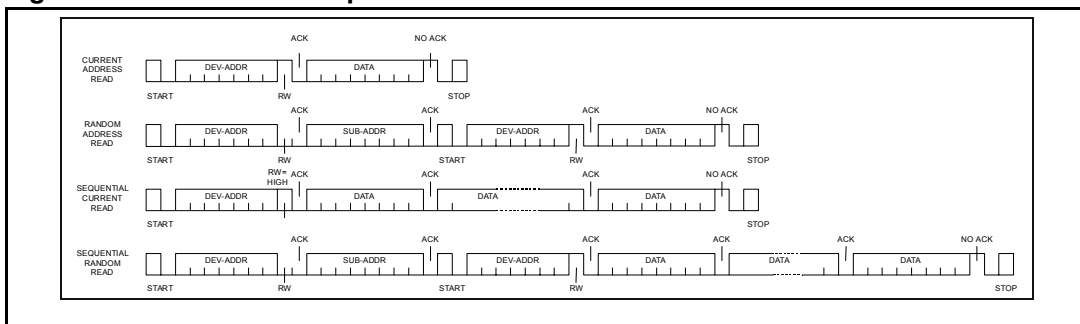 ACK NO ACK
CURRENT
ADDRESS
READ
DEV-ADDR DATA
START RW STOP
ACK ACK ACK NO ACK
RANDOM
ADDRESS
READ
DEV-ADDR SUB-ADDR DEV-ADDR DATA
START RW START RW STOP
RW=
HIGH
ACK ACK ACK NO ACK
SEQUENTIAL
CURRENT
READ
DEV-ADDR DATA DATA DATA
START STOP
ACK ACK ACK ACK ACK NO ACK
SEQUENTIAL
RANDOM
READ
DEV-ADDR SUB-ADDR DEV-ADDR DATA DATA DATA
START RW START RW STOP